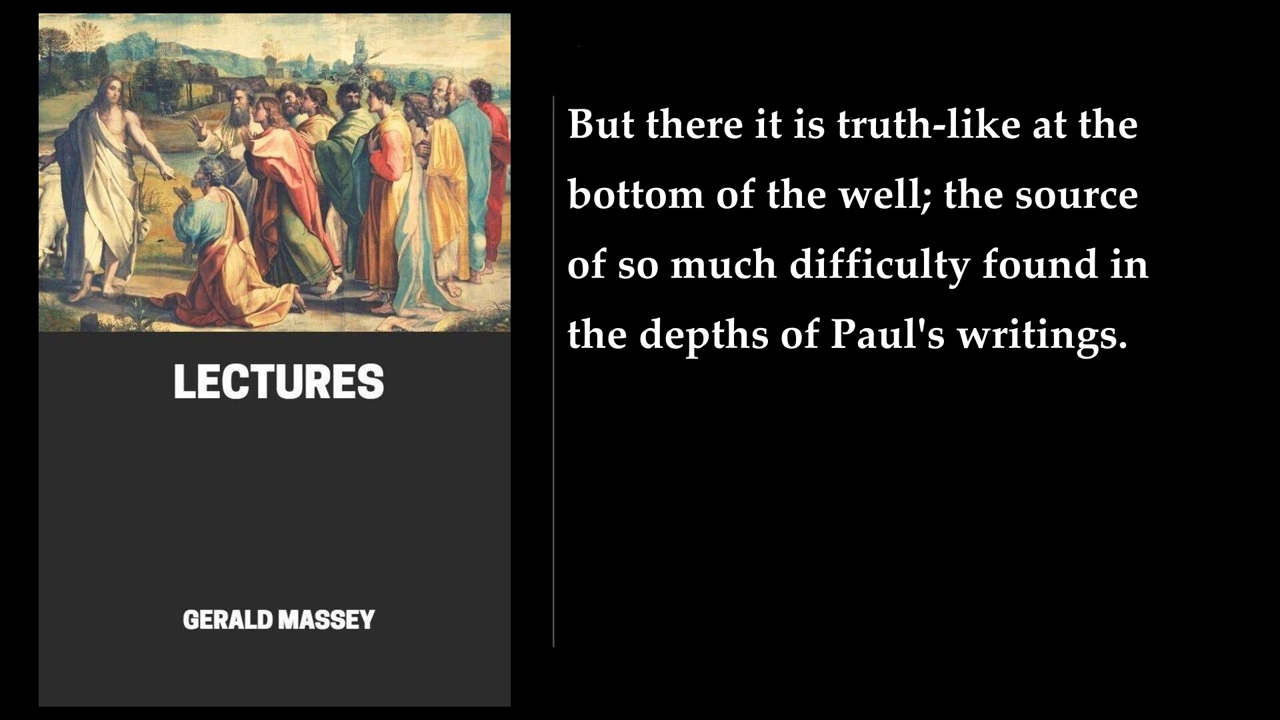 LECTURES
GERALD MASSEY
But there it is truth-like at the
bottom of the well; the source
of so much difficulty found in
the depths of Paul's writings.